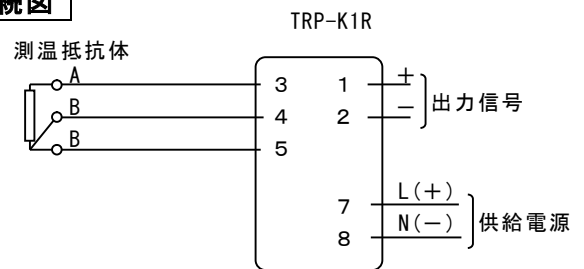 続図
TRP-K1R
測温抵抗体
A 3 1 +
B 4 2 − 出力信号
B 5
7 L(+)
8 N(−) 供給電源